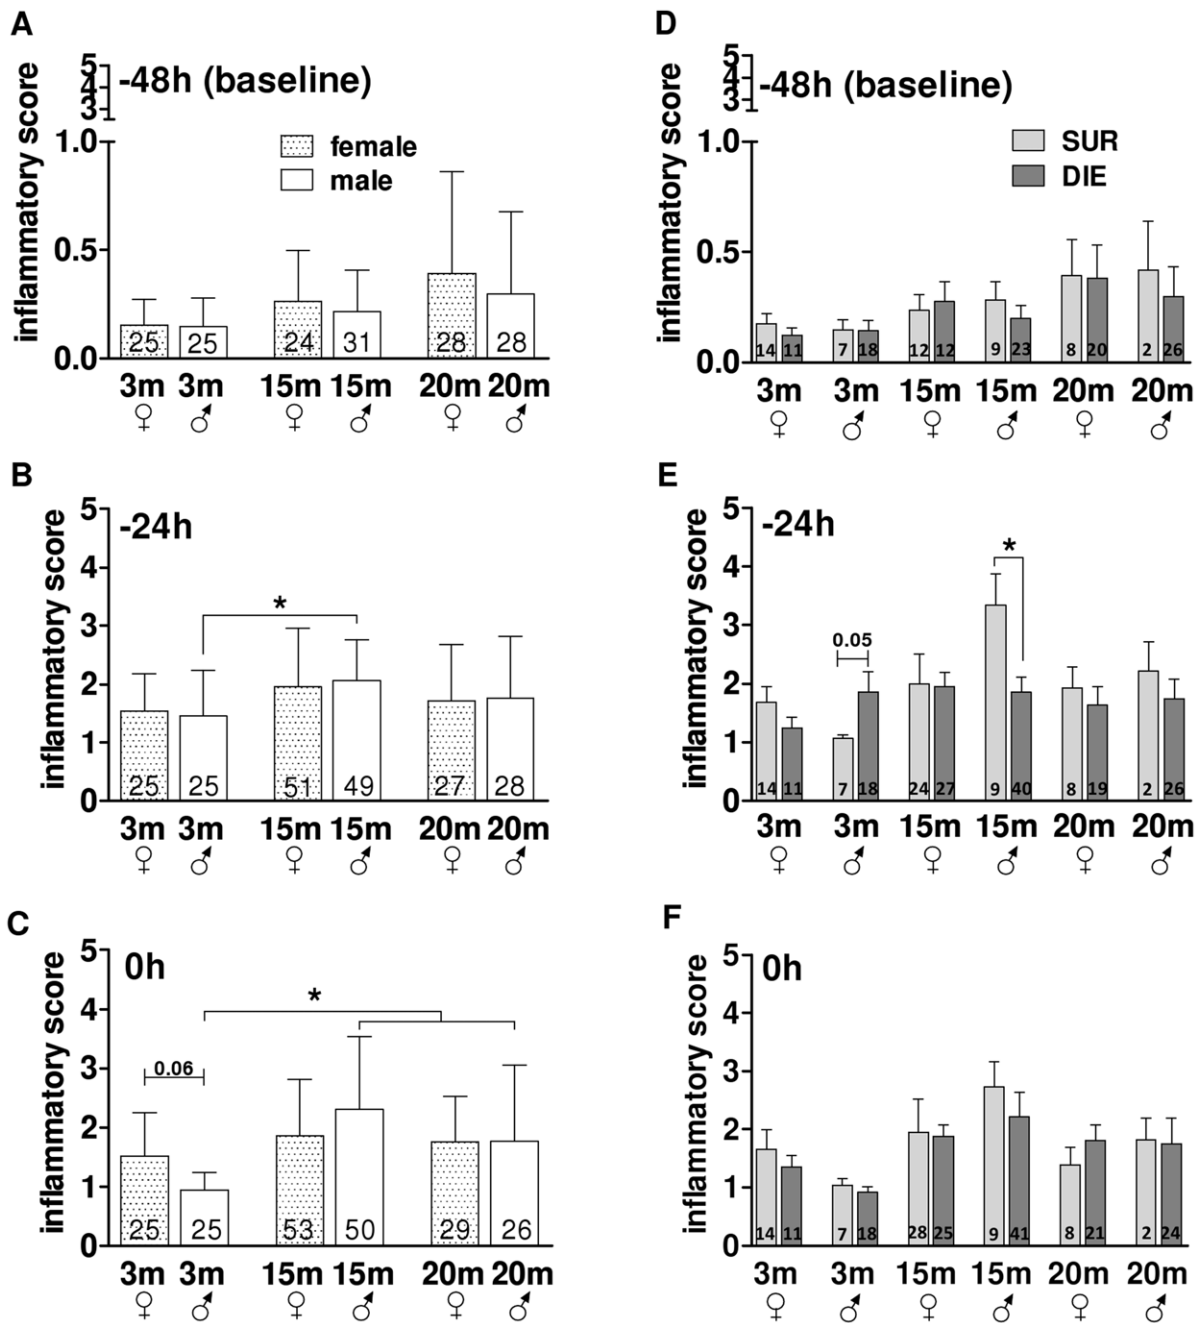 A
inflammatory score
-48h (baseline)
5
4
3
1.0
0.5
0.0
female
male
25 25 24 31 28 28
3m 3m 15m 15m 20m 20m
♀ ♂ ♀ ♂ ♀ ♂
D
inflammatory score
-48h (baseline)
5
4
3
1.0
0.5
0.0
SUR
DIE
14 11 7 18 12 12 9 23 8 20 2 26
3m 3m 15m 15m 20m 20m
♀ ♂ ♀ ♂ ♀ ♂
B
inflammatory score
-24h
5
4
3
2
1
0
*
25 25 51 49 27 28
3m 3m 15m 15m 20m 20m
♀ ♂ ♀ ♂ ♀ ♂
E
inflammatory score
-24h
5
4
3
2
1
0
*
0.05
14 11 7 18 24 27 9 40 8 19 2 26
3m 3m 15m 15m 20m 20m
♀ ♂ ♀ ♂ ♀ ♂
C
inflammatory score
0h
5
4
3
2
1
0
*
0.06
25 25 53 50 29 26
3m 3m 15m 15m 20m 20m
♀ ♂ ♀ ♂ ♀ ♂
F
inflammatory score
0h
5
4
3
2
1
0
14 11 7 18 28 25 9 41 8 21 2 24
3m 3m 15m 15m 20m 20m
♀ ♂ ♀ ♂ ♀ ♂